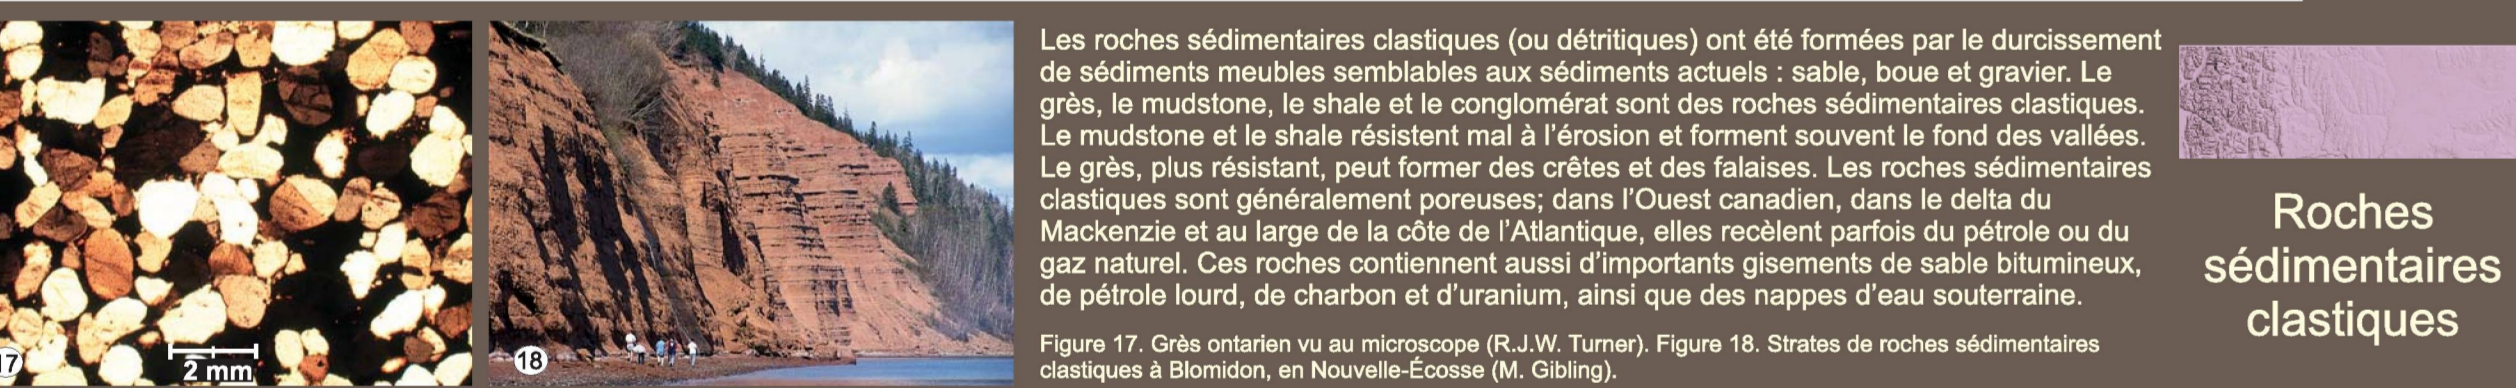 17
2 mm
18
Les roches sédimentaires clastiques (ou détritiques) ont été formées par le durcissement
de sédiments meubles semblables aux sédiments actuels : sable, boue et gravier. Le
grès, le mudstone, le shale et le conglomérat sont des roches sédimentaires clastiques.
Le mudstone et le shale résistent mal à l'érosion et forment souvent le fond des vallées.
Le grès, plus résistant, peut former des crêtes et des falaises. Les roches sédimentaires
clastiques sont généralement poreuses; dans l'Ouest canadien, dans le delta du
Mackenzie et au large de la côte de l'Atlantique, elles recèlent parfois du pétrole ou du
gaz naturel. Ces roches contiennent aussi d'importants gisements de sable bitumineux,
de pétrole lourd, de charbon et d'uranium, ainsi que des nappes d'eau souterraine.
Figure 17. Grès ontarien vu au microscope (R.J.W. Turner). Figure 18. Strates de roches sédimentaires
clastiques à Blomidon, en Nouvelle-Écosse (M. Gibling).
Roches
sédimentaires
clastiques